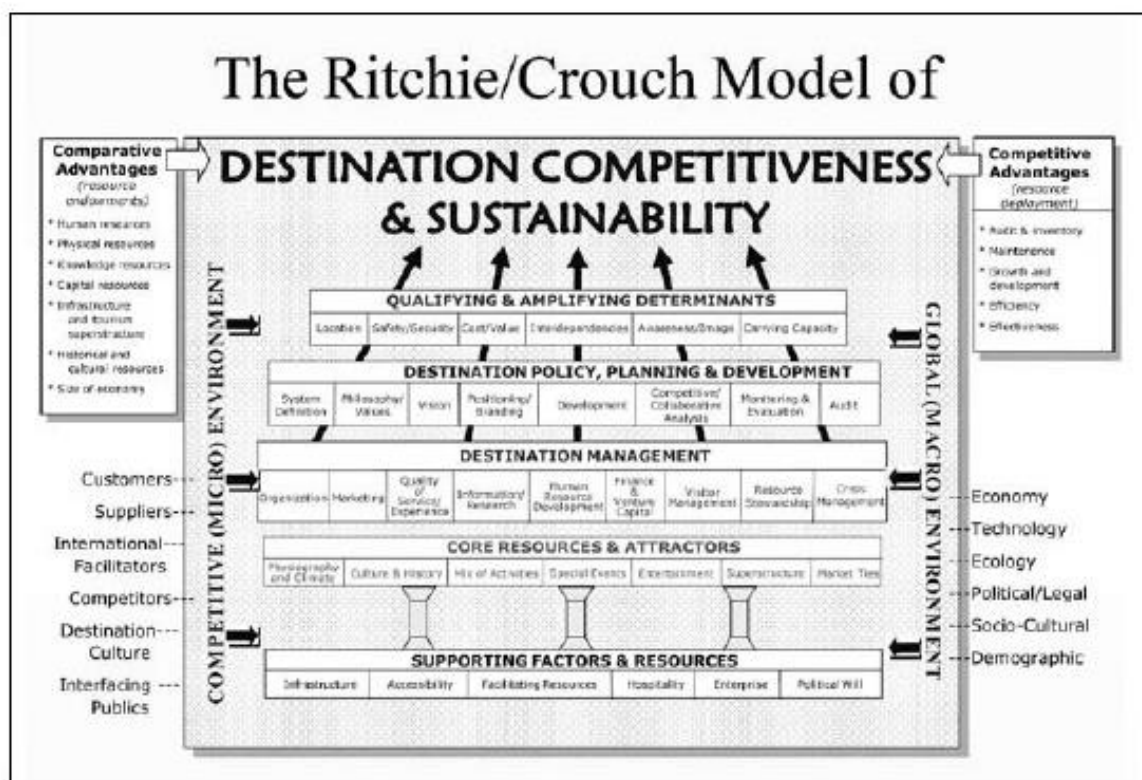 The Ritchie/Crouch Model of
DESTINATION COMPETITIVENESS
& SUSTAINABILITY
Comparative
Advantages
(resource
endowments)
* Human resources
* Physical resources
* Knowledge resources
* Capital resources
* Infrastructure
and tourism
superstructure
* Historical and
cultural resources
* Size of economy
Competitive
Advantages
(resource
deployment)
* Audit & inventory
* Maintenance
* Growth and
development
* Efficiency
* Effectiveness
COMPETITIVE (MICRO) ENVIRONMENT
Customers
Suppliers
International
Facilitators
Competitors
Destination
Culture
Interfacing
Publics
QUALIFYING & AMPLIFYING DETERMINANTS
Location Safety/Security Cost/Value Interdependencies Awareness/Image Carrying Capacity
DESTINATION POLICY, PLANNING & DEVELOPMENT
System
Definition
Philosophy/
Values
Vision
Positioning/
Branding
Development
Competitive/
Collaborative
Analysis
Monitoring &
Evaluation
Audit
DESTINATION MANAGEMENT
Organization
Marketing
Quality
of
Service/
Experience
Information/
Research
Human
Resource
Development
Finance
&
Venture
Capital
Visitor
Management
Resource
Stewardship
Crisis
Management
CORE RESOURCES & ATTRACTORS
Physiography
and Climate
Culture & History
Mix of Activities
Special Events
Entertainment
Superstructure
Market Ties
SUPPORTING FACTORS & RESOURCES
Infrastructure Accessibility Facilitating Resources Hospitality Enterprise Political Will
GLOBAL (MACRO) ENVIRONMENT
Economy
Technology
Ecology
Political/Legal
Socio-Cultural
Demographic